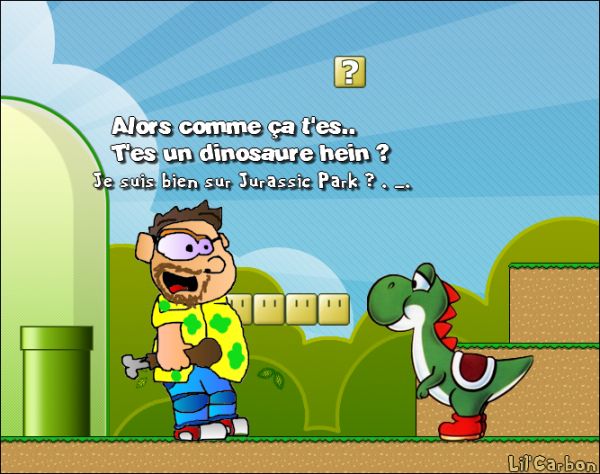 ?
Alors comme ça t'es..
T'es un dinosaure hein ?
Je suis bien sur Jurassic Park ? . _.
Lil'Carbon